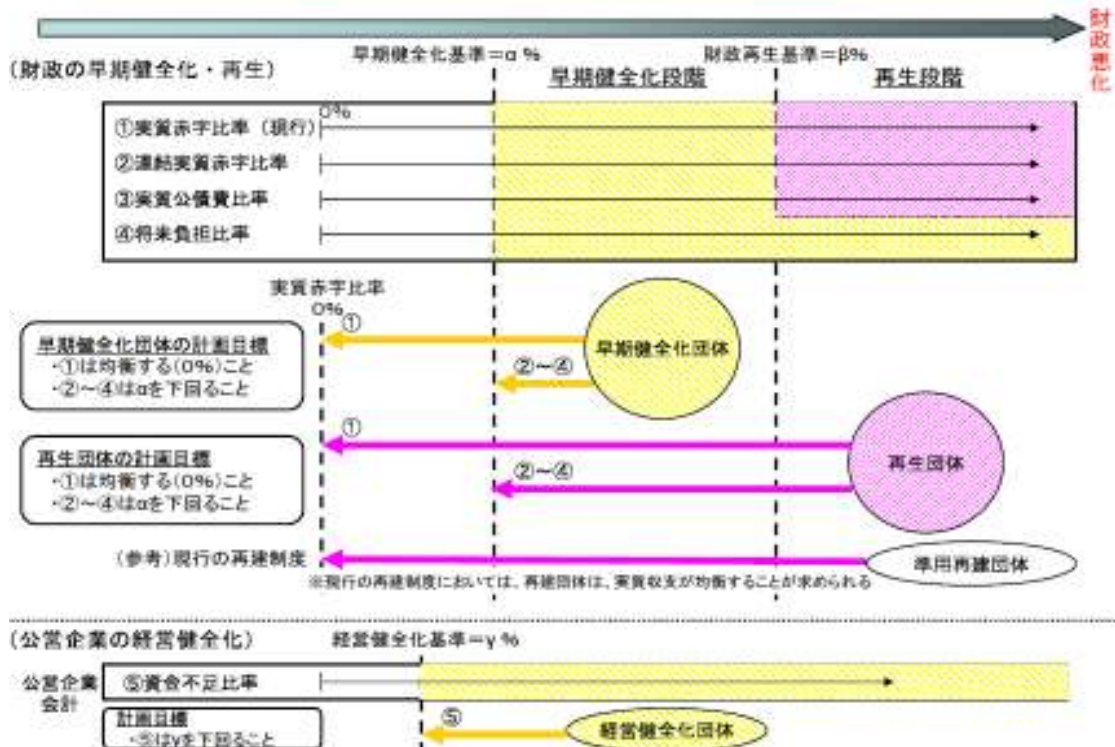 財政悪化
早期健全化基準=α %
財政再生基準=β%
(財政の早期健全化・再生)
早期健全化段階
再生段階
0%
①実質赤字比率 (現行)
②連結実質赤字比率
③実質公債費比率
④将来負担比率
実質赤字比率
0%
早期健全化団体の計画目標
・①は均衡する(0%)こと
・②～④はαを下回ること
①
②～④
早期健全化団体
再生団体の計画目標
・①は均衡する(0%)こと
・②～④はαを下回ること
①
②～④
再生団体
(参考)現行の再建制度
準用再建団体
※現行の再建制度においては、再建団体は、実質収支が均衡することが求められる
(公営企業の経営健全化)
経営健全化基準=γ %
公営企業
会計
⑤資金不足比率
計画目標
・⑤はγを下回ること
⑤
経営健全化団体